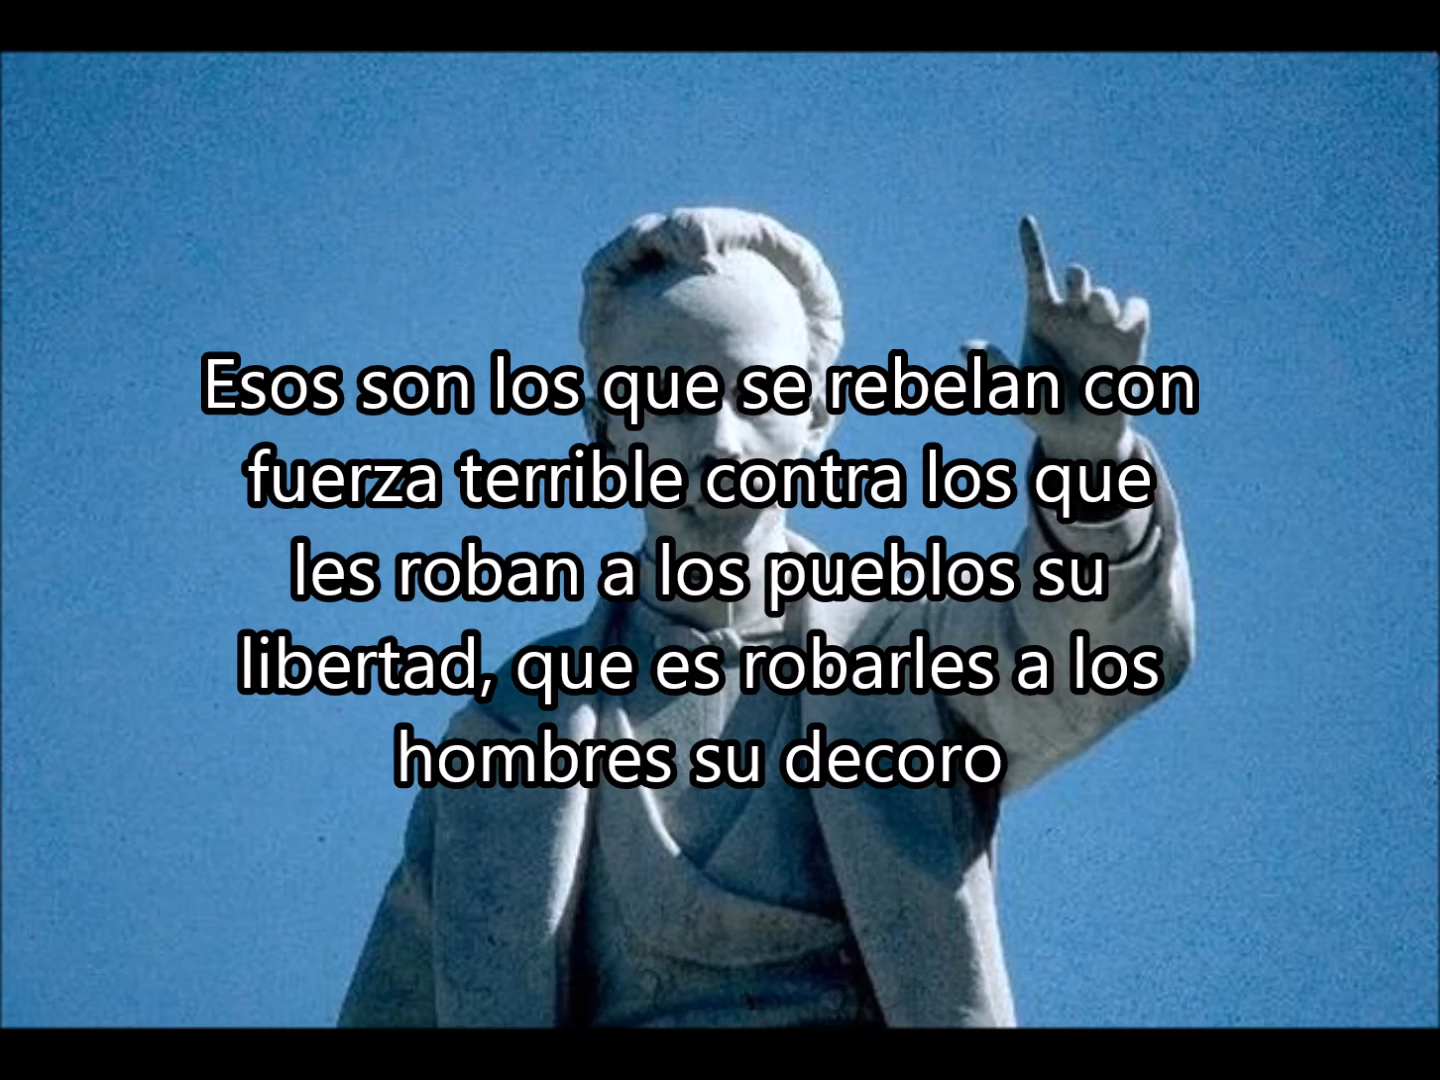 Esos son los que se rebelan con
fuerza terrible contra los que
les roban a los pueblos su
libertad, que es robarles a los
hombres su decoro